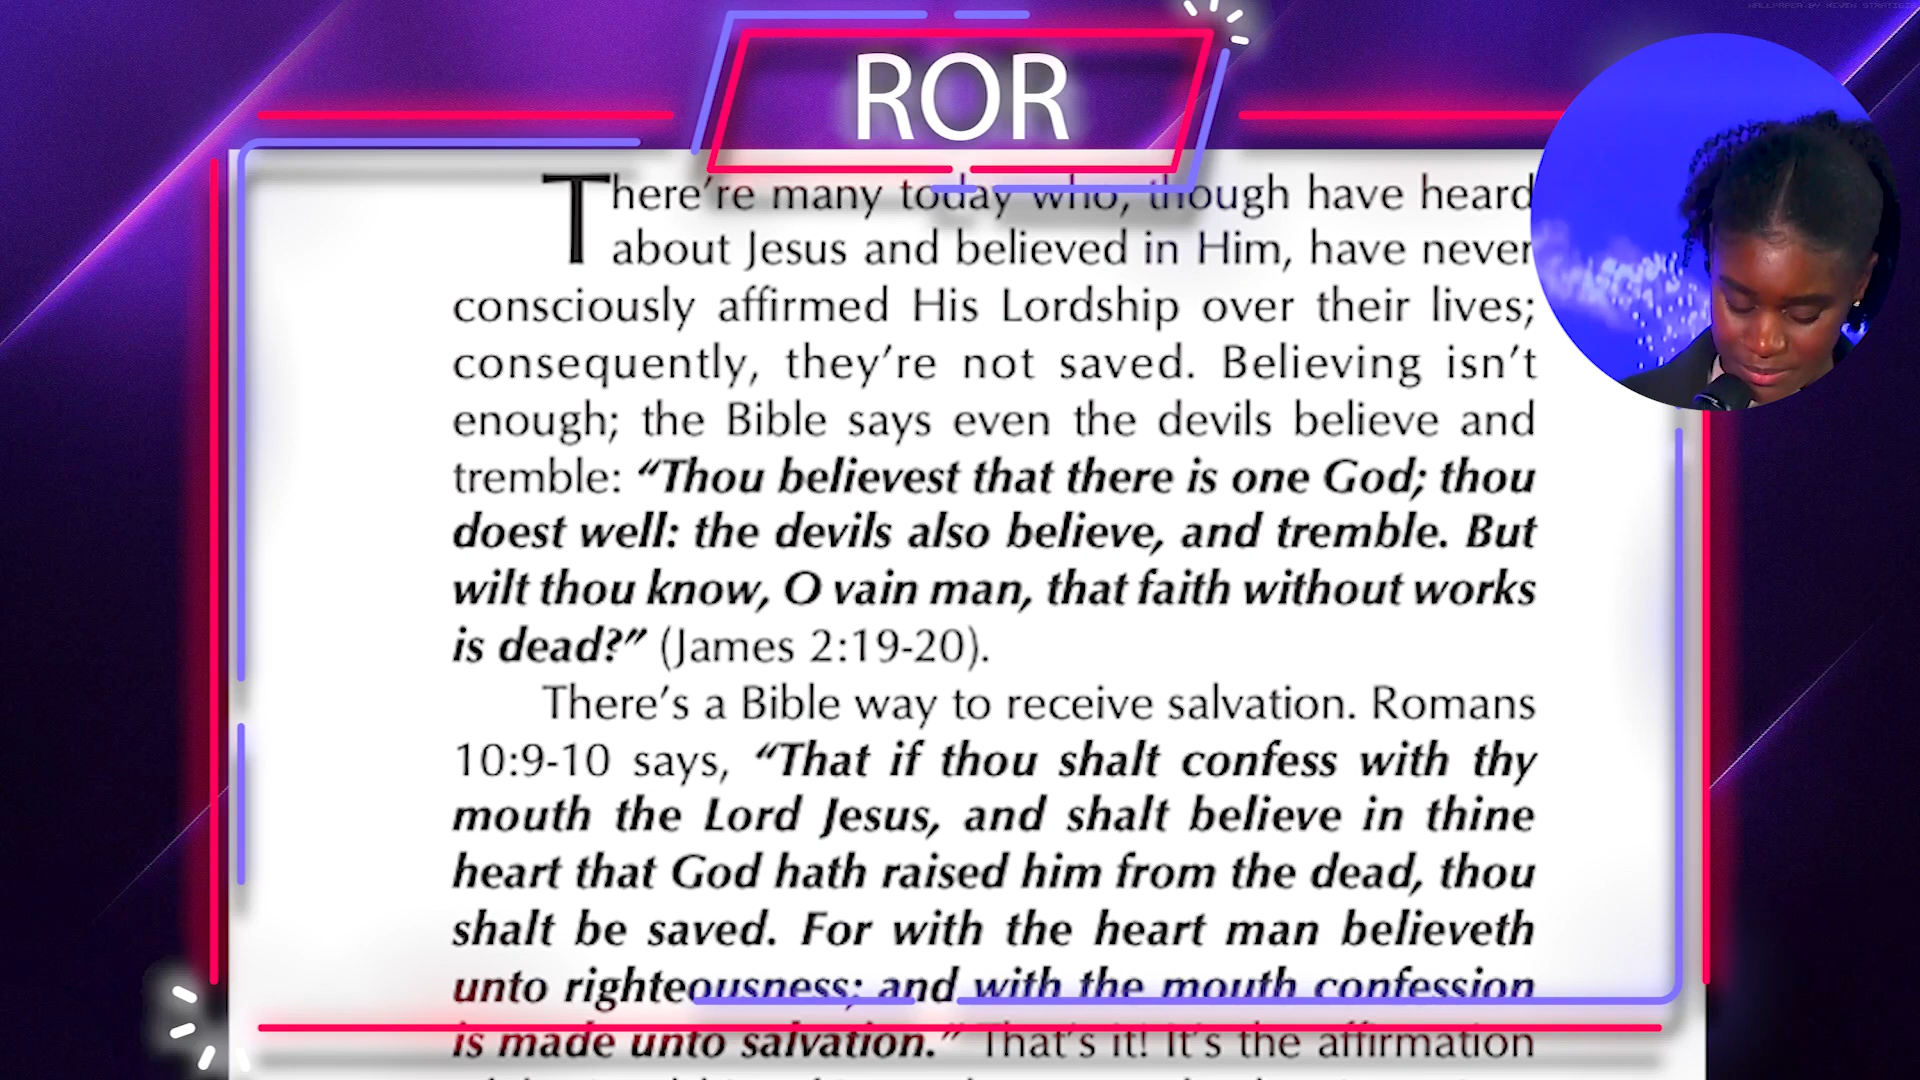 WALLPAPER BY KEVIN STRATIGIS
ROR
There're many today who, though have heard
about Jesus and believed in Him, have never
consciously affirmed His Lordship over their lives;
consequently, they're not saved. Believing isn't
enough; the Bible says even the devils believe and
tremble: “Thou believest that there is one God; thou
doest well: the devils also believe, and tremble. But
wilt thou know, O vain man, that faith without works
is dead?” (James 2:19-20).
There's a Bible way to receive salvation. Romans
10:9-10 says, “That if thou shalt confess with thy
mouth the Lord Jesus, and shalt believe in thine
heart that God hath raised him from the dead, thou
shalt be saved. For with the heart man believeth
unto righteousness; and with the mouth confession
is made unto salvation.” That's it! It's the affirmation